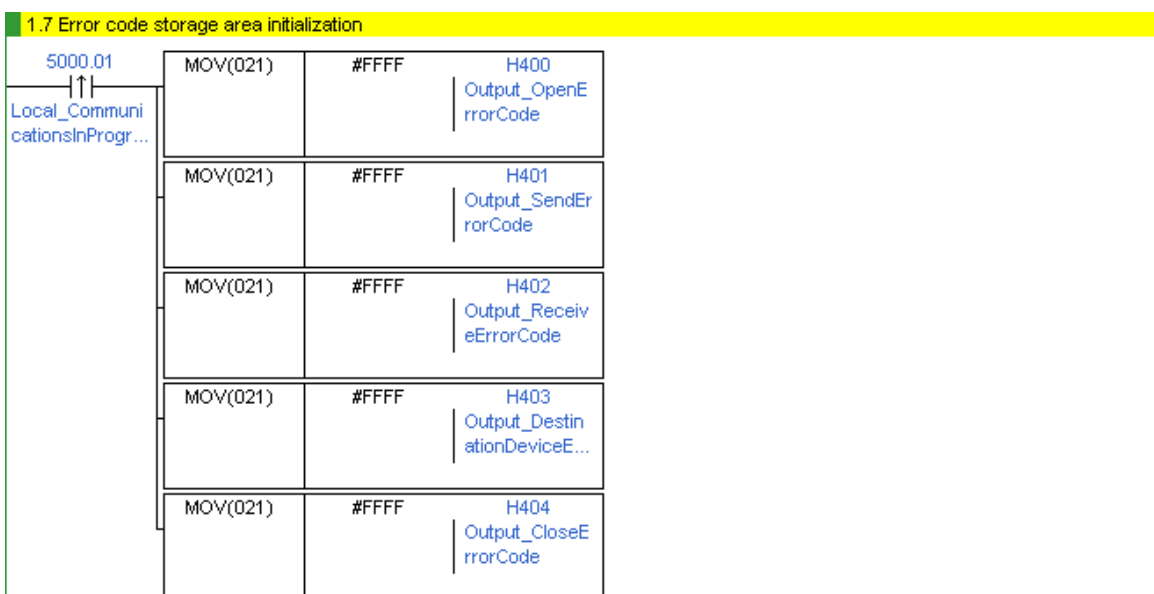 1.7 Error code storage area initialization
5000.01
Local_Communi
cationsInProgr...
MOV(021) #FFFF H400
Output_OpenE
rrorCode
MOV(021) #FFFF H401
Output_SendEr
rorCode
MOV(021) #FFFF H402
Output_Receiv
eErrorCode
MOV(021) #FFFF H403
Output_Destin
ationDeviceE...
MOV(021) #FFFF H404
Output_CloseE
rrorCode